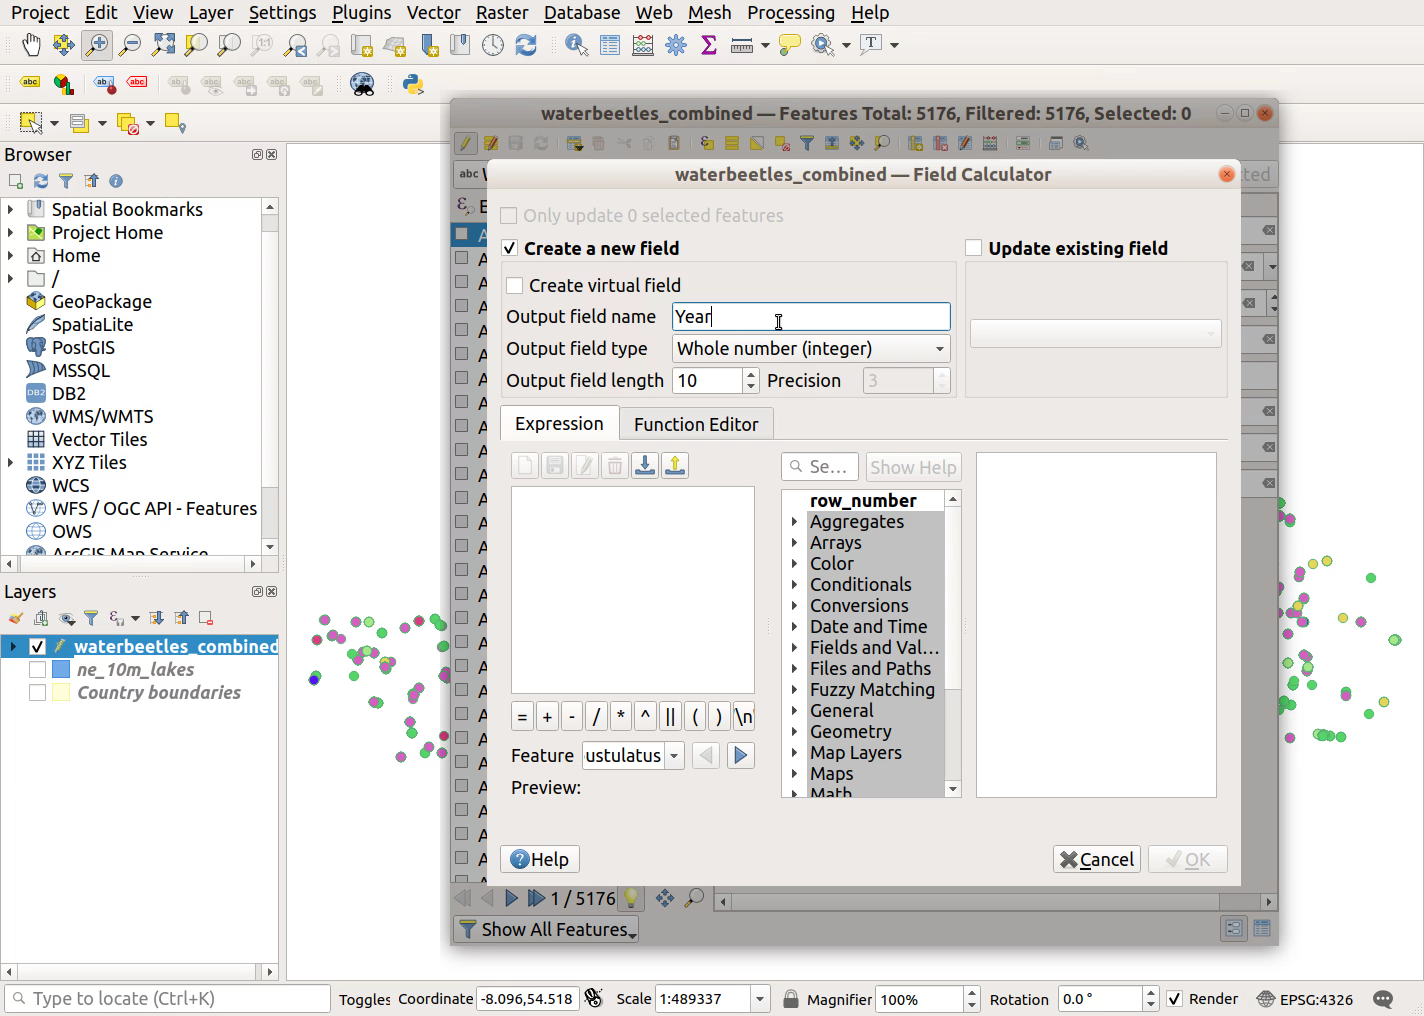 Project Edit View Layer Settings Plugins Vector Raster Database Web Mesh Processing Help
waterbeetles_combined — Features Total: 5176, Filtered: 5176, Selected: 0
waterbeetles_combined — Field Calculator
Only update 0 selected features
Create a new field
Update existing field
Create virtual field
Output field name Year
Output field type Whole number (integer)
Output field length 10 Precision 3
Expression Function Editor
Se... Show Help
row_number
Aggregates
Arrays
Color
Conditionals
Conversions
Date and Time
Fields and Val...
Files and Paths
Fuzzy Matching
General
Geometry
Map Layers
Maps
Math
= + - / * ^ || ( ) \n
Feature ustulatus
Preview:
Help Cancel OK
1 / 5176
Show All Features
Browser
Spatial Bookmarks
Project Home
Home
/
GeoPackage
SpatiaLite
PostGIS
MSSQL
DB2
WMS/WMTS
Vector Tiles
XYZ Tiles
WCS
WFS / OGC API - Features
OWS
ArcGIS Map Service
Layers
waterbeetles_combined
ne_10m_lakes
Country boundaries
Type to locate (Ctrl+K) Toggles Coordinate -8.096,54.518 Scale 1:489337 Magnifier 100% Rotation 0.0 ° Render EPSG:4326